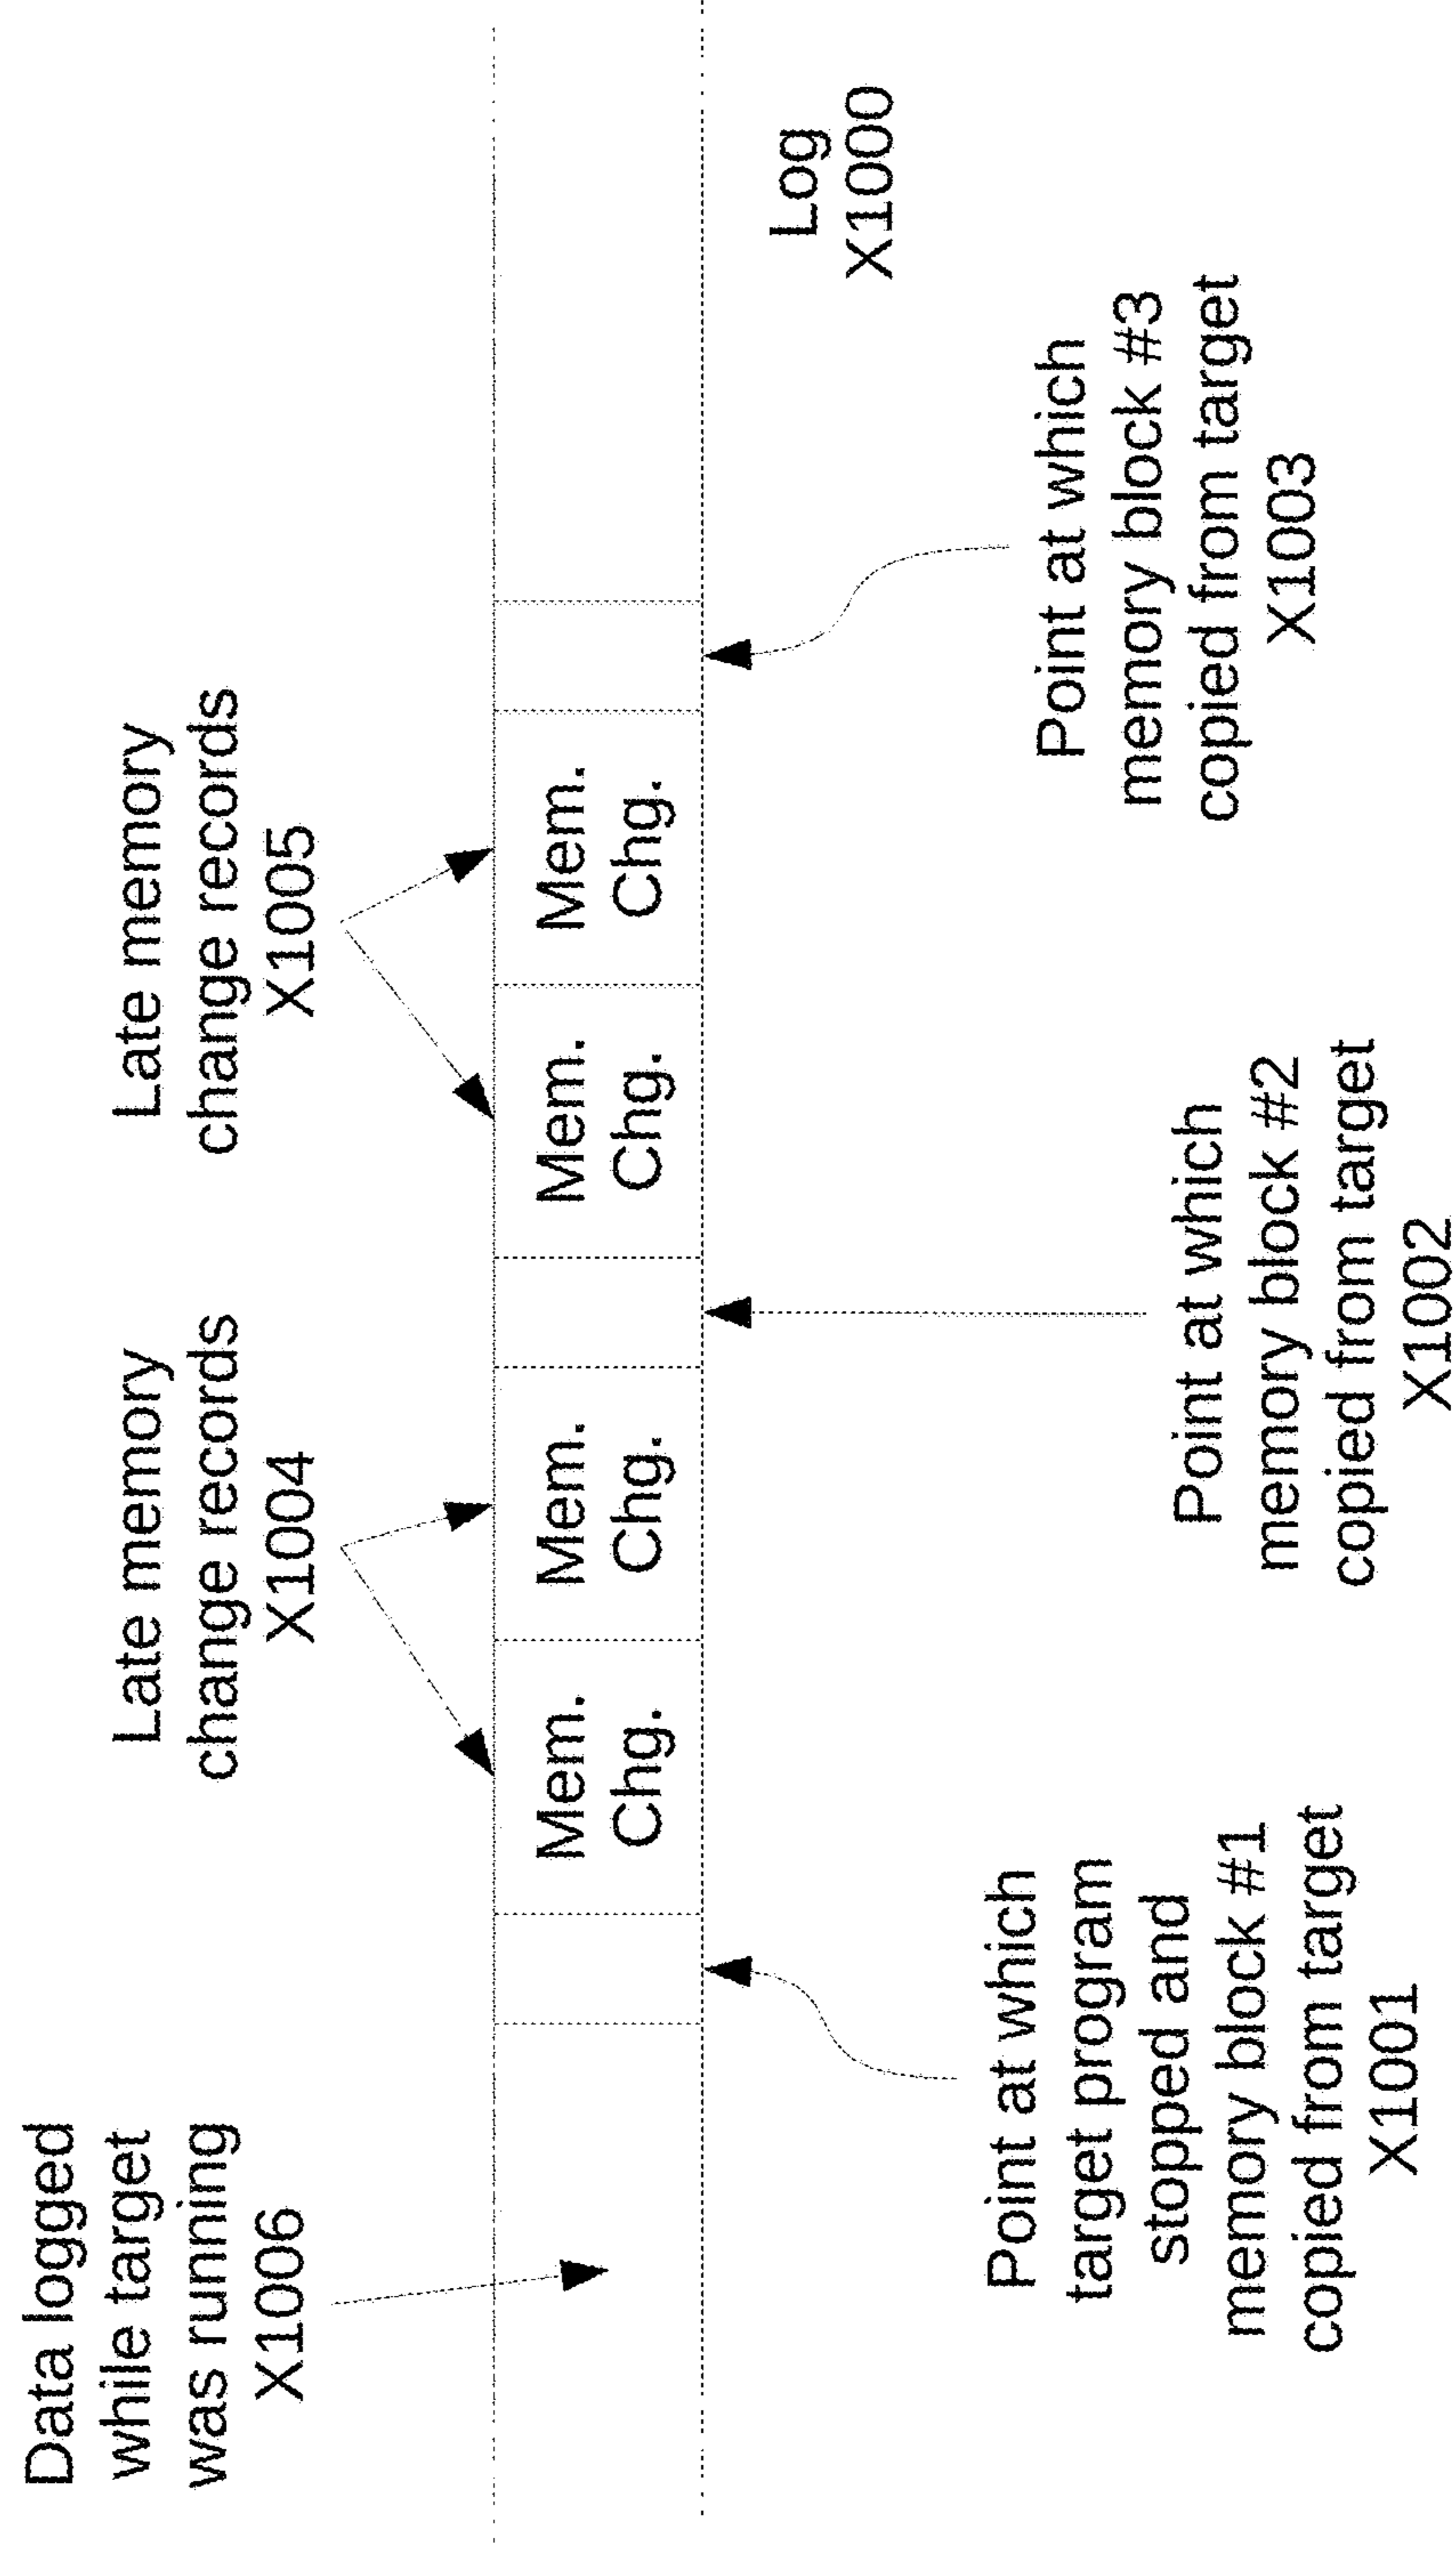 Data logged
while target
was running
X1006
Late memory
change records
X1004
Late memory
change records
X1005
Mem.
Chg.
Mem.
Chg.
Mem.
Chg.
Mem.
Chg.
Log
X1000
Point at which
target program
stopped and
memory block #1
copied from target
X1001
Point at which
memory block #2
copied from target
X1002
Point at which
memory block #3
copied from target
X1003